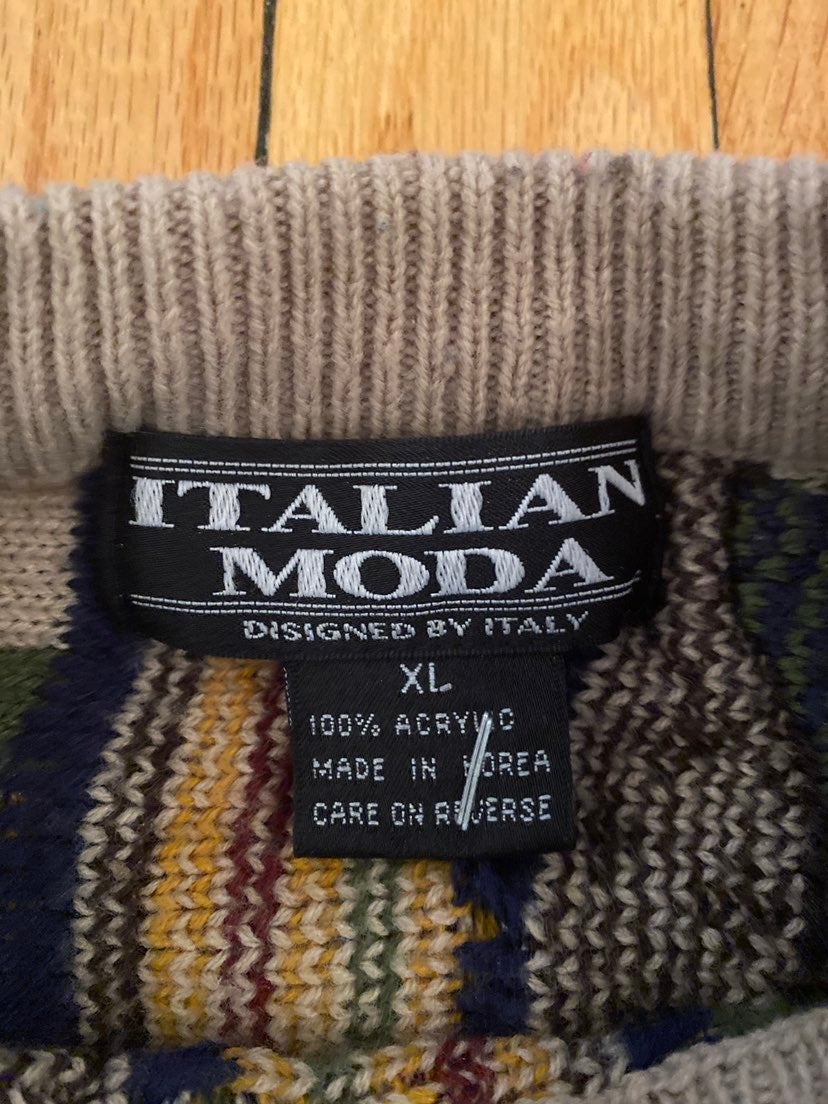 ITALIAN
MODA
DISIGNED BY ITALY
XL
100% ACRYLIC
MADE IN KOREA
CARE ON REVERSE